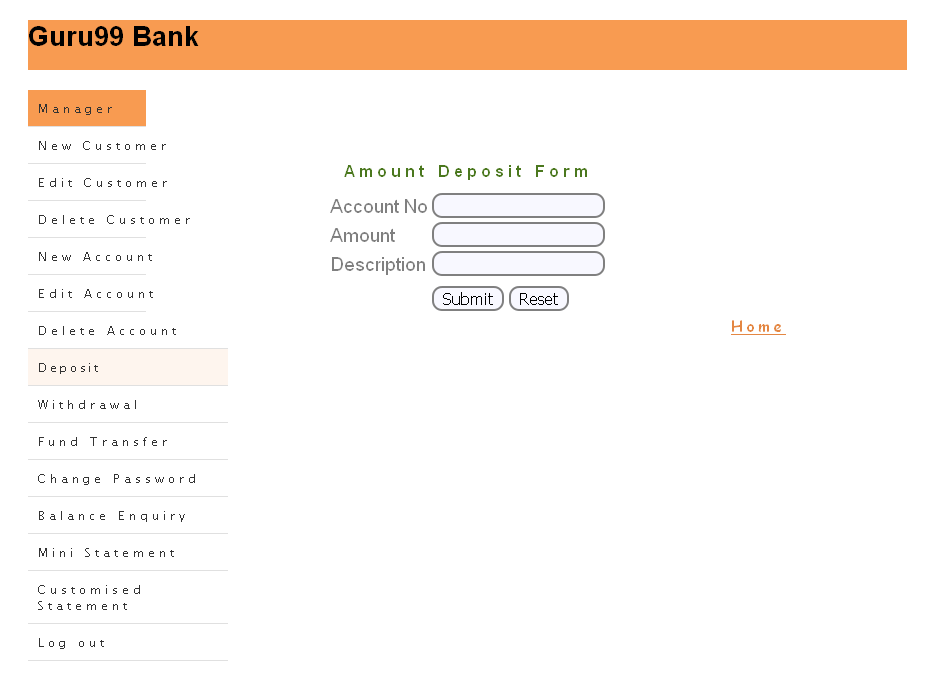 Guru99 Bank
Manager
New Customer
Edit Customer
Delete Customer
New Account
Edit Account
Delete Account
Deposit
Withdrawal
Fund Transfer
Change Password
Balance Enquiry
Mini Statement
Customised
Statement
Log out
Amount Deposit Form
Account No
Amount
Description
Submit Reset
Home